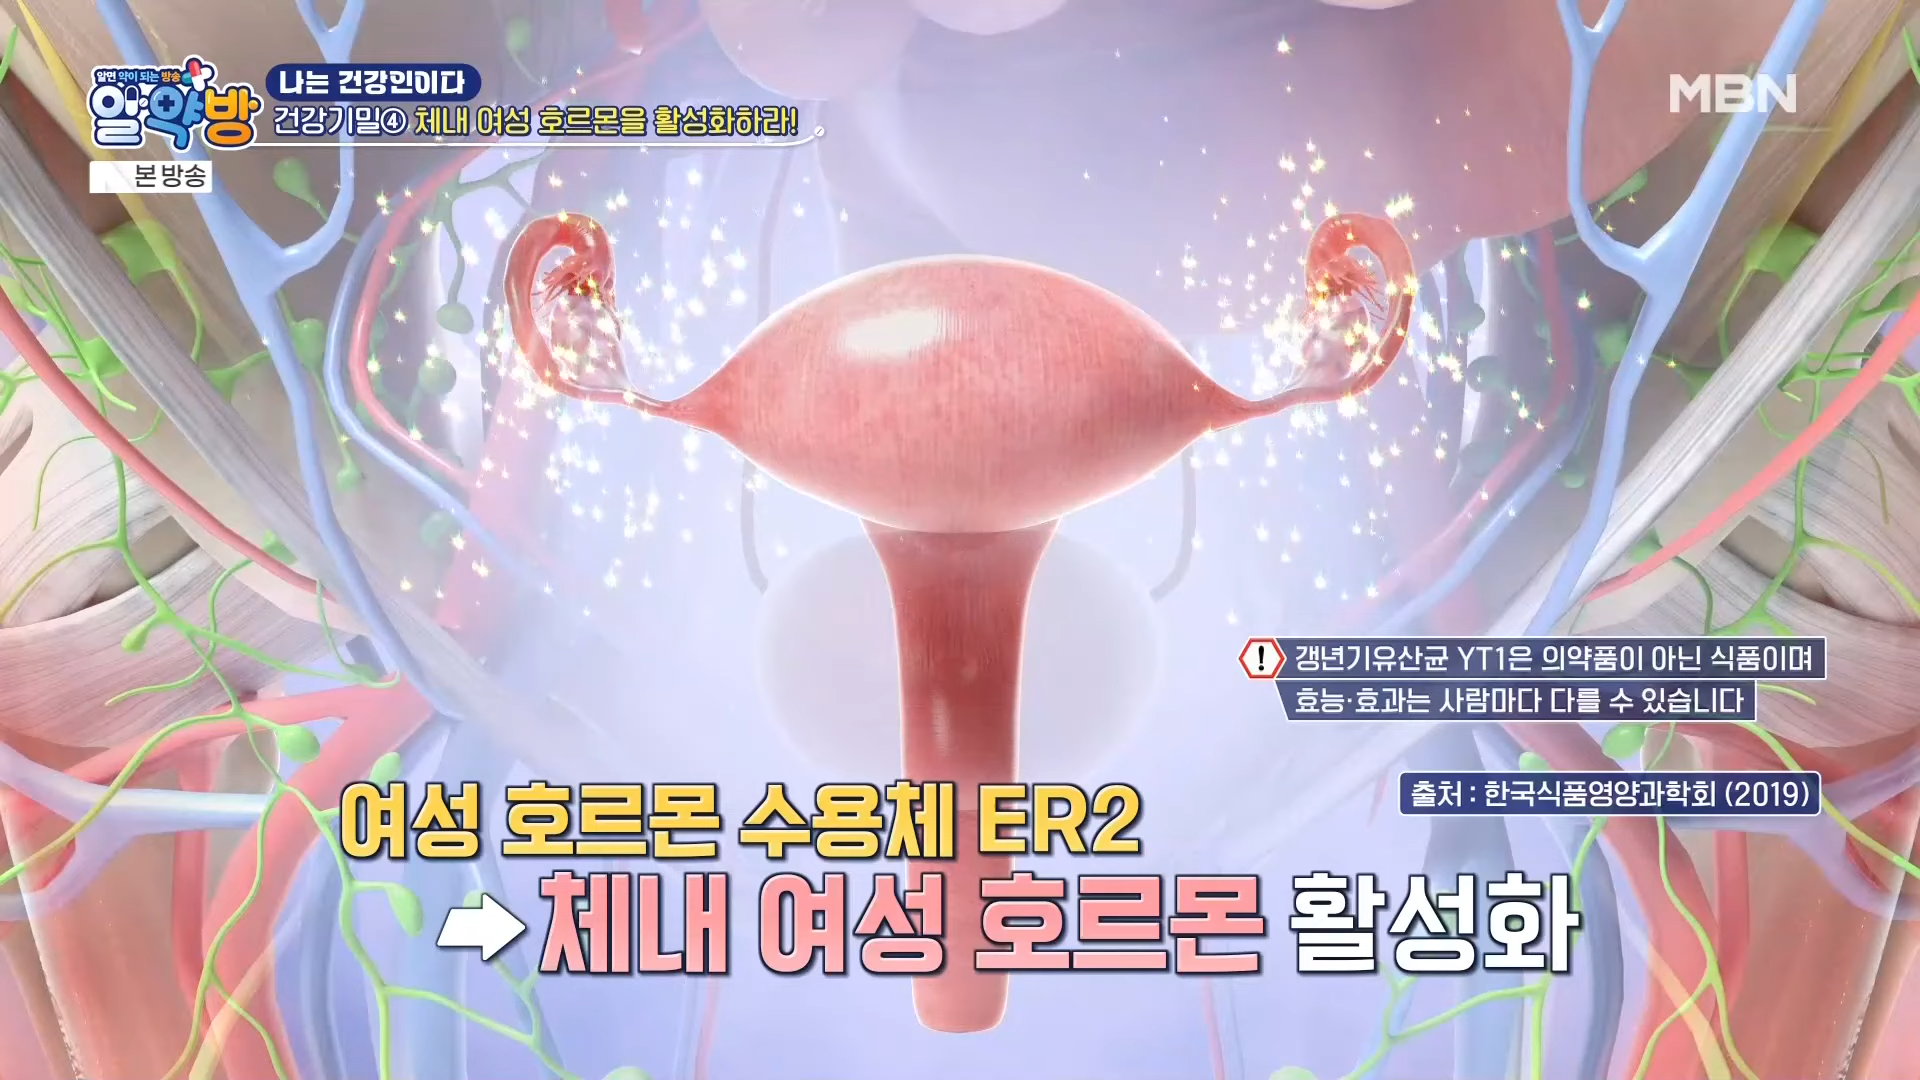 알면 약이 되는 방송
알약방
나는 건강인이다
건강기밀④ 체내 여성 호르몬을 활성화하라!
본 방송
MBN
! 갱년기유산균 YT1은 의약품이 아닌 식품이며
효능·효과는 사람마다 다를 수 있습니다
출처 : 한국식품영양과학회 (2019)
여성 호르몬 수용체 ER2
➡체내 여성 호르몬 활성화